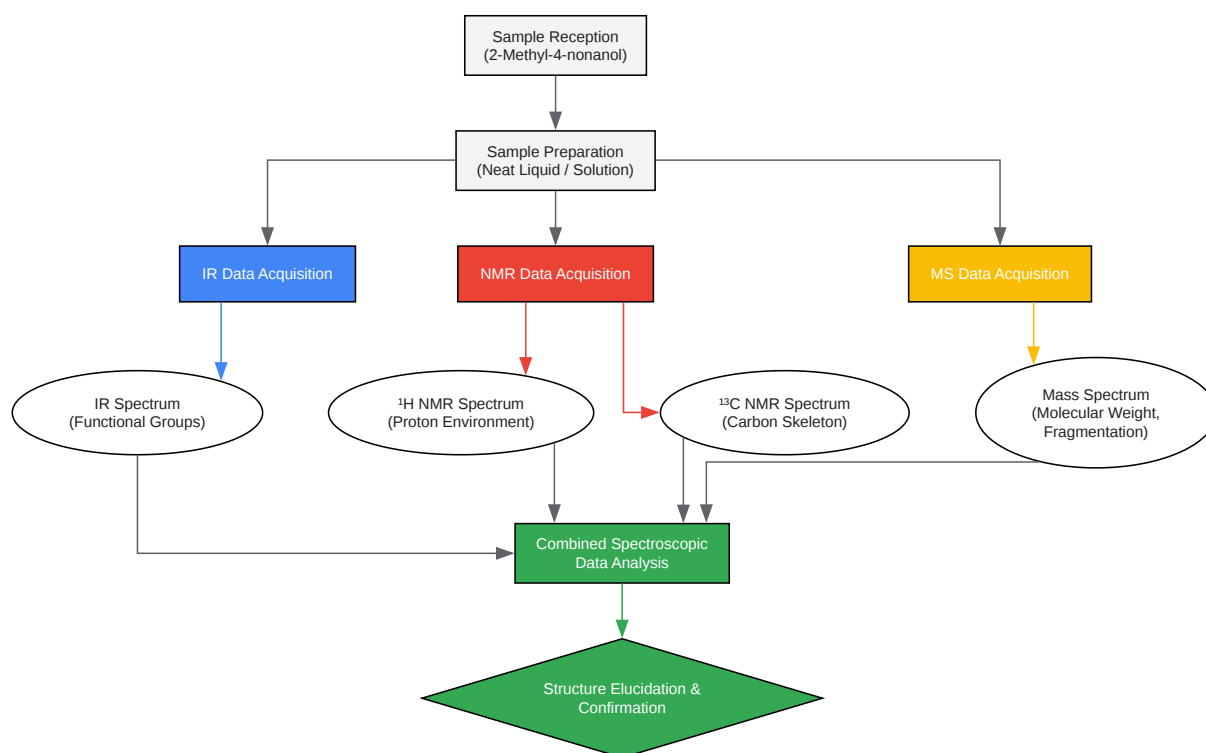 Sample Reception
(2-Methyl-4-nonanol)
Sample Preparation
(Neat Liquid / Solution)
IR Data Acquisition
NMR Data Acquisition
MS Data Acquisition
IR Spectrum
(Functional Groups)
¹H NMR Spectrum
(Proton Environment)
¹³C NMR Spectrum
(Carbon Skeleton)
Mass Spectrum
(Molecular Weight,
Fragmentation)
Combined Spectroscopic
Data Analysis
Structure Elucidation &
Confirmation